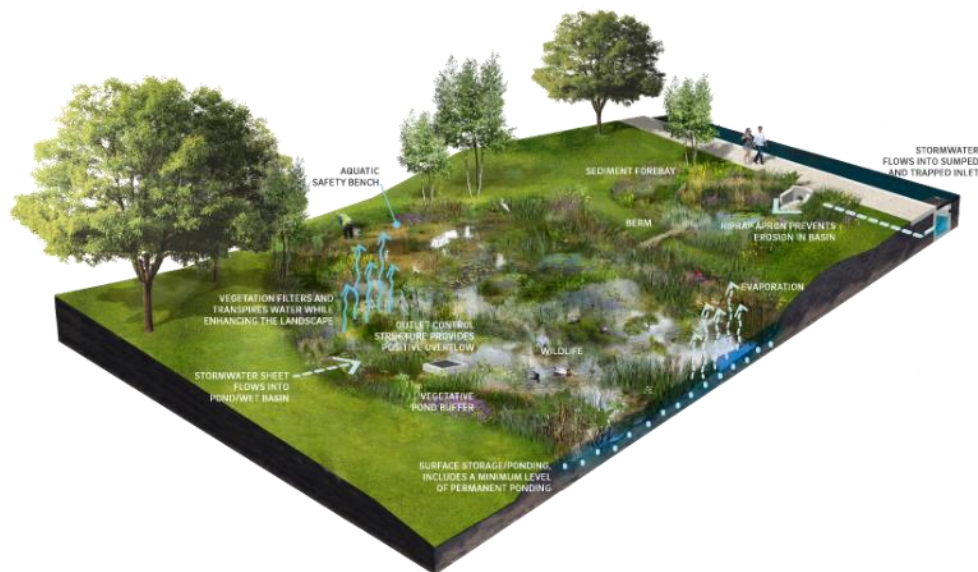 STORMWATER
FLOWS INTO SUMPED
AND TRAPPED INLET
AQUATIC
SAFETY BENCH
SEDIMENT FOREBAY
BERM
RIPRAP APRON PREVENTS
EROSION IN BASIN
EVAPORATION
VEGETATION FILTERS AND
TRANSPIRES WATER WHILE
ENHANCING THE LANDSCAPE
OUTLET CONTROL
STRUCTURE PROVIDES
POSITIVE OVERFLOW
WILDLIFE
STORMWATER SHEET
FLOWS INTO
POND/WET BASIN
VEGETATIVE
POND BUFFER
SURFACE STORAGE/PONDING,
INCLUDES A MINIMUM LEVEL
OF PERMANENT PONDING